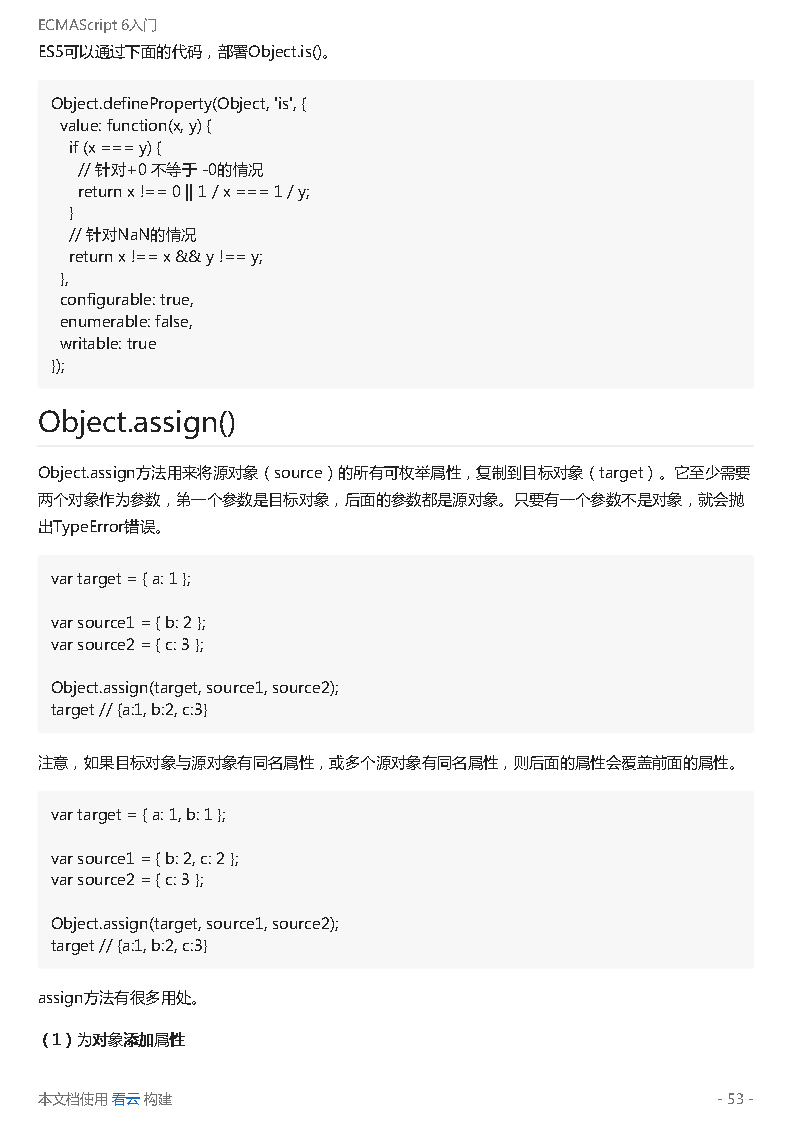 ECMAScript 6入门
ES5可以通过下面的代码，部署Object.is()。
Object.defineProperty(Object, 'is', {
  value: function(x, y) {
    if (x === y) {
      // 针对+0 不等于 -0的情况
      return x !== 0 || 1 / x === 1 / y;
    }
    // 针对NaN的情况
    return x !== x && y !== y;
  },
  configurable: true,
  enumerable: false,
  writable: true
});
Object.assign()
Object.assign方法用来将源对象（source）的所有可枚举属性，复制到目标对象（target）。它至少需要
两个对象作为参数，第一个参数是目标对象，后面的参数都是源对象。只要有一个参数不是对象，就会抛
出TypeError错误。
var target = { a: 1 };
var source1 = { b: 2 };
var source2 = { c: 3 };
Object.assign(target, source1, source2);
target // {a:1, b:2, c:3}
注意，如果目标对象与源对象有同名属性，或多个源对象有同名属性，则后面的属性会覆盖前面的属性。
var target = { a: 1, b: 1 };
var source1 = { b: 2, c: 2 };
var source2 = { c: 3 };
Object.assign(target, source1, source2);
target // {a:1, b:2, c:3}
assign方法有很多用处。
（1）为对象添加属性
本文档使用 看云 构建
- 53 -